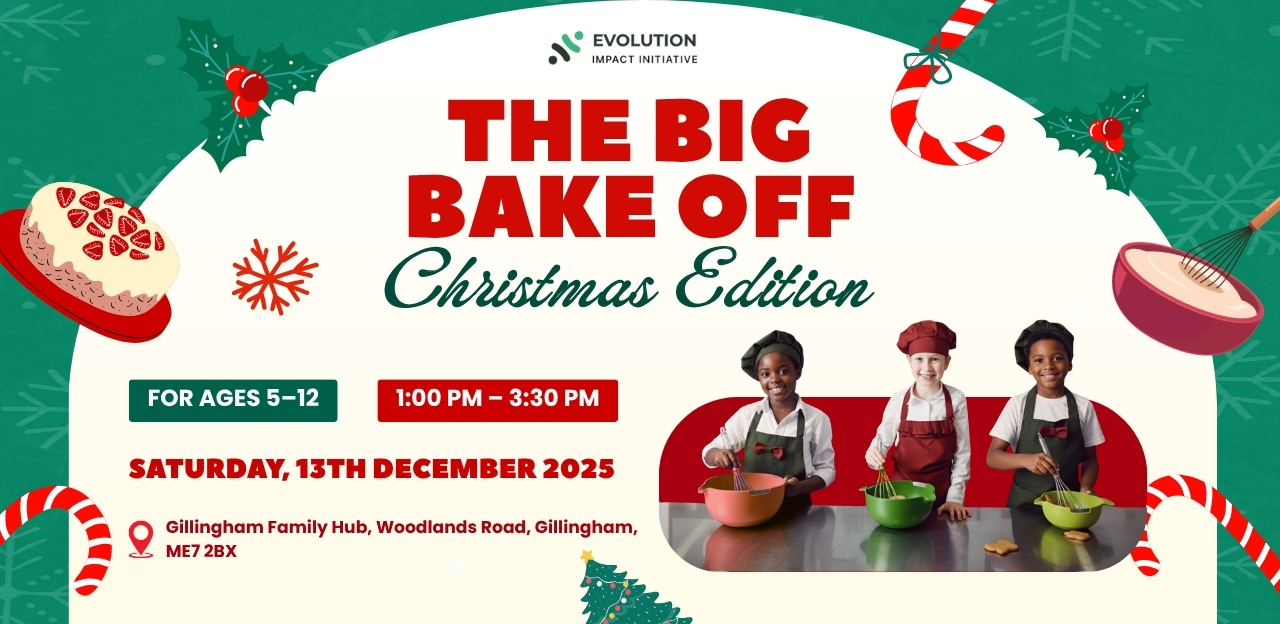 EVOLUTION
IMPACT INITIATIVE
THE BIG
BAKE OFF
Christmas Edition
FOR AGES 5–12
1:00 PM – 3:30 PM
SATURDAY, 13TH DECEMBER 2025
Gillingham Family Hub, Woodlands Road, Gillingham,
ME7 2BX